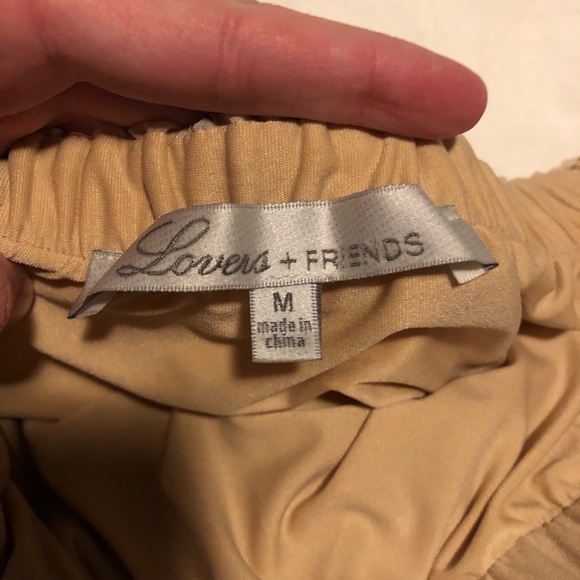 Lovers + FRIENDS
M
made in
china